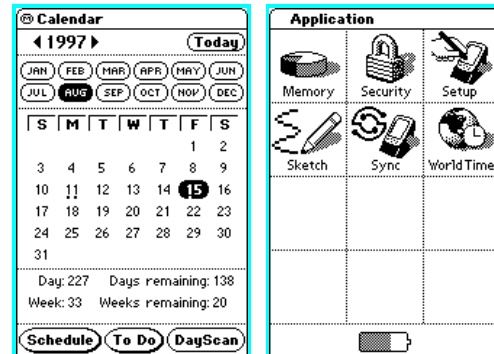 Calendar
1997
Today
JAN FEB MAR APR MAY JUN
JUL AUG SEP OCT NOV DEC
S M T W T F S
1 2
3 4 5 6 7 8 9
10 11 12 13 14 15 16
17 18 19 20 21 22 23
24 25 26 27 28 29 30
31
Day: 227 Days remaining: 138
Week: 33 Weeks remaining: 20
Schedule To Do DayScan
Application
Memory Security Setup
Sketch Sync World Time